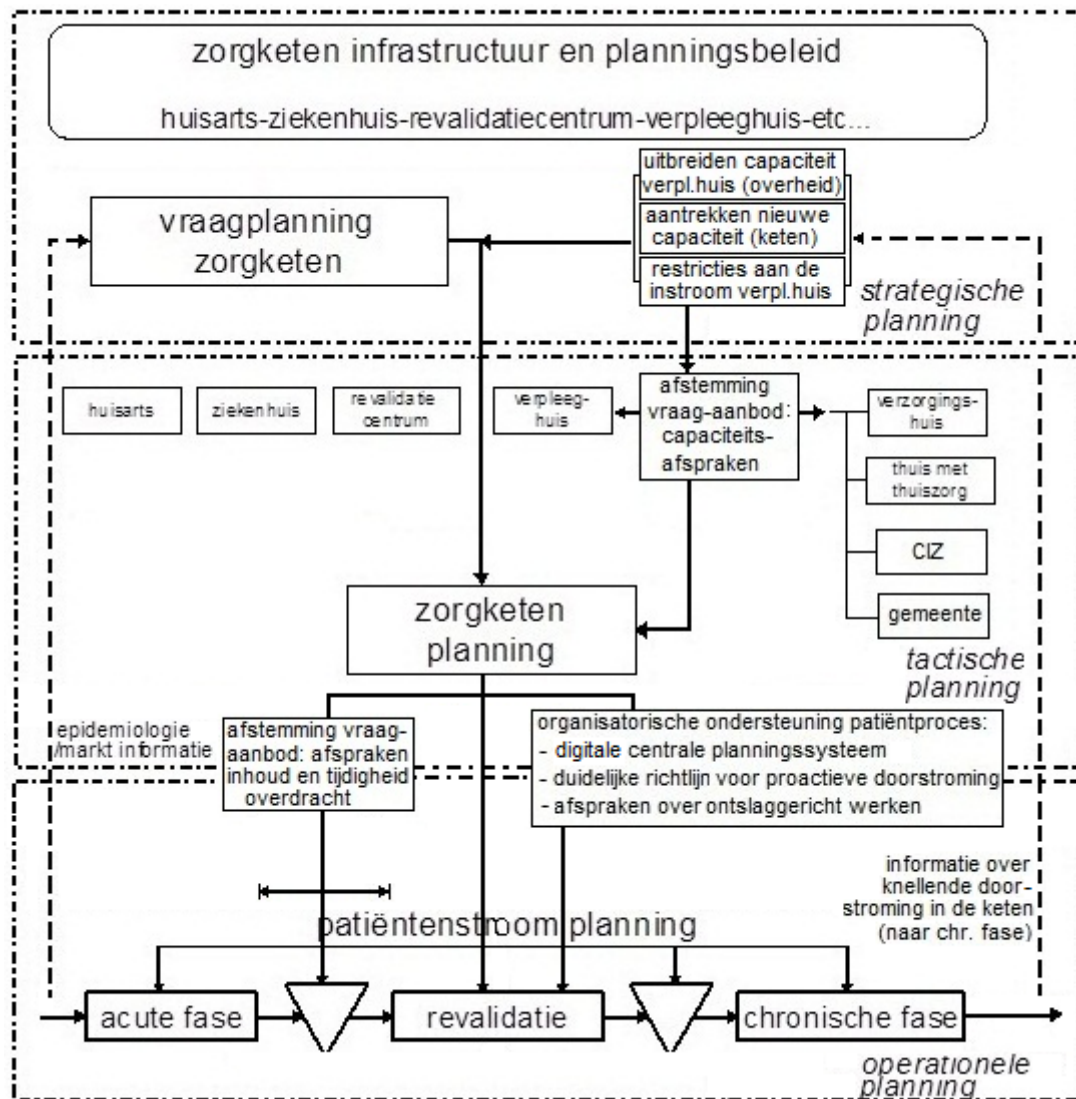 zorgketen infrastructuur en planningsbeleid
huisarts-ziekenhuis-revalidatiecentrum-verpleeghuis-etc...
uitbreiden capaciteit
verpl.huis (overheid)
aantrekken nieuwe
capaciteit (keten)
restricties aan de
instroom verpl.huis
vraagplanning
zorgketen
strategische
planning
huisarts
ziekenhuis
revalidatie
centrum
verpleeg-
huis
afstemming
vraag-aanbod:
capaciteits-
afspraken
verzorgings-
huis
thuis met
thuiszorg
CIZ
gemeente
zorgketen
planning
tactische
planning
epidemiologie
/markt informatie
afstemming vraag-
aanbod: afspraken
inhoud en tijdigheid
overdracht
organisatorische ondersteuning patiëntproces:
- digitale centrale planningssysteem
- duidelijke richtlijn voor proactieve doorstroming
- afspraken over ontslaggericht werken
informatie over
knellende door-
stroming in de keten
(naar chr. fase)
patiëntenstroom planning
acute fase
revalidatie
chronische fase
operationele
planning